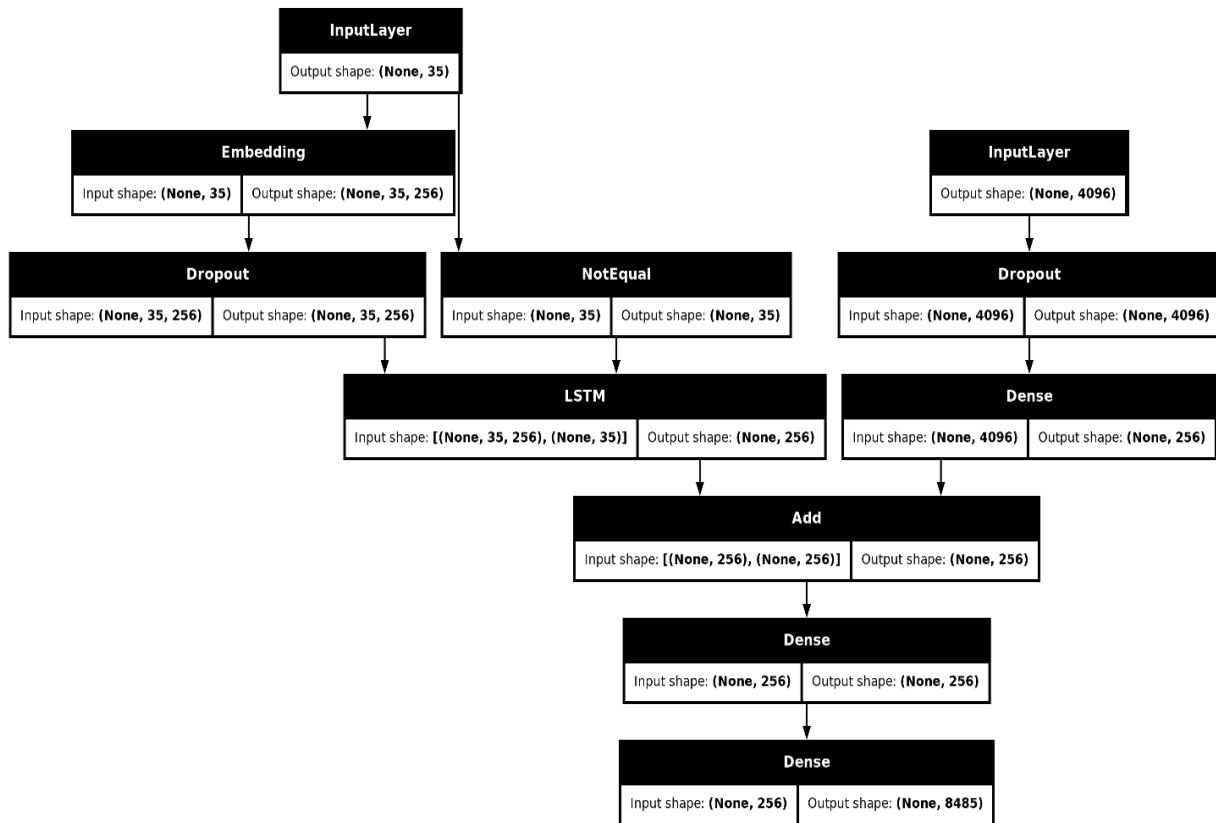 InputLayer
Output shape: (None, 35)
Embedding
Input shape: (None, 35) Output shape: (None, 35, 256)
InputLayer
Output shape: (None, 4096)
Dropout
Input shape: (None, 35, 256) Output shape: (None, 35, 256)
NotEqual
Input shape: (None, 35) Output shape: (None, 35)
Dropout
Input shape: (None, 4096) Output shape: (None, 4096)
LSTM
Input shape: [(None, 35, 256), (None, 35)] Output shape: (None, 256)
Dense
Input shape: (None, 4096) Output shape: (None, 256)
Add
Input shape: [(None, 256), (None, 256)] Output shape: (None, 256)
Dense
Input shape: (None, 256) Output shape: (None, 256)
Dense
Input shape: (None, 256) Output shape: (None, 8485)